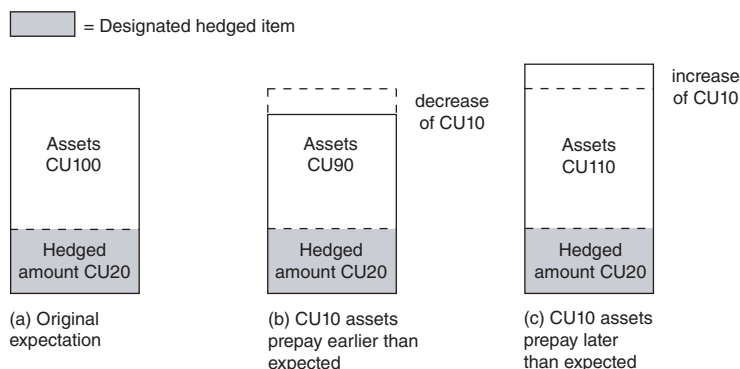 = Designated hedged item
Assets
CU100
Hedged
amount CU20
(a) Original
expectation
decrease
of CU10
Assets
CU90
Hedged
amount CU20
(b) CU10 assets
prepay earlier than
expected
increase
of CU10
Assets
CU110
Hedged
amount CU20
(c) CU10 assets
prepay later
than expected